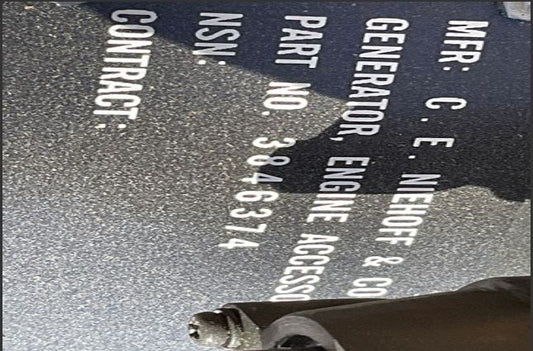 MFR: C. E. NIEHOFF & CO
GENERATOR, ENGINE ACCESSO
PART NO. 3846374
NSN:
CONTRACT: